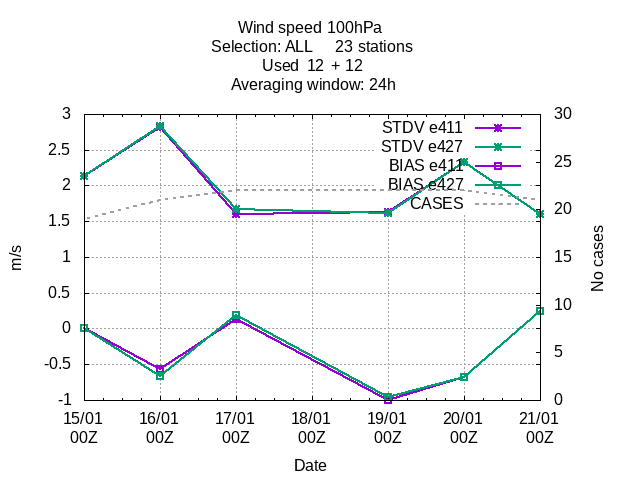 Wind speed 100hPa
Selection: ALL 23 stations
Used 12 + 12
Averaging window: 24h
3 30
STDV e411
STDV e427
2.5 25
BIAS e411
2 BIAS e427
CASES 20
1.5
1 15
0.5
0 10
-0.5 5
-1 0
m/s
No cases
15/01 16/01 17/01 18/01 19/01 20/01 21/01
00Z 00Z 00Z 00Z 00Z 00Z 00Z
Date